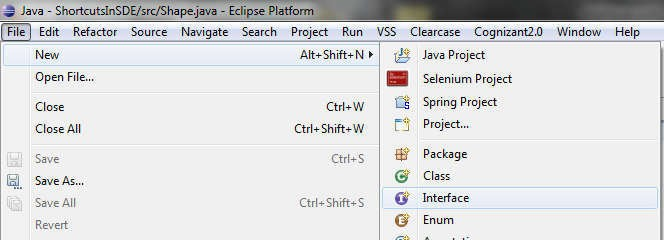 Java - ShortcutsInSDE/src/Shape.java - Eclipse Platform
File Edit Refactor Source Navigate Search Project Run VSS Clearcase Cognizant2.0 Window Help
New Alt+Shift+N
Open File...
Close Ctrl+W
Close All Ctrl+Shift+W
Save Ctrl+S
Save As...
Save All Ctrl+Shift+S
Revert
Java Project
Selenium Project
Spring Project
Project...
Package
Class
Interface
Enum